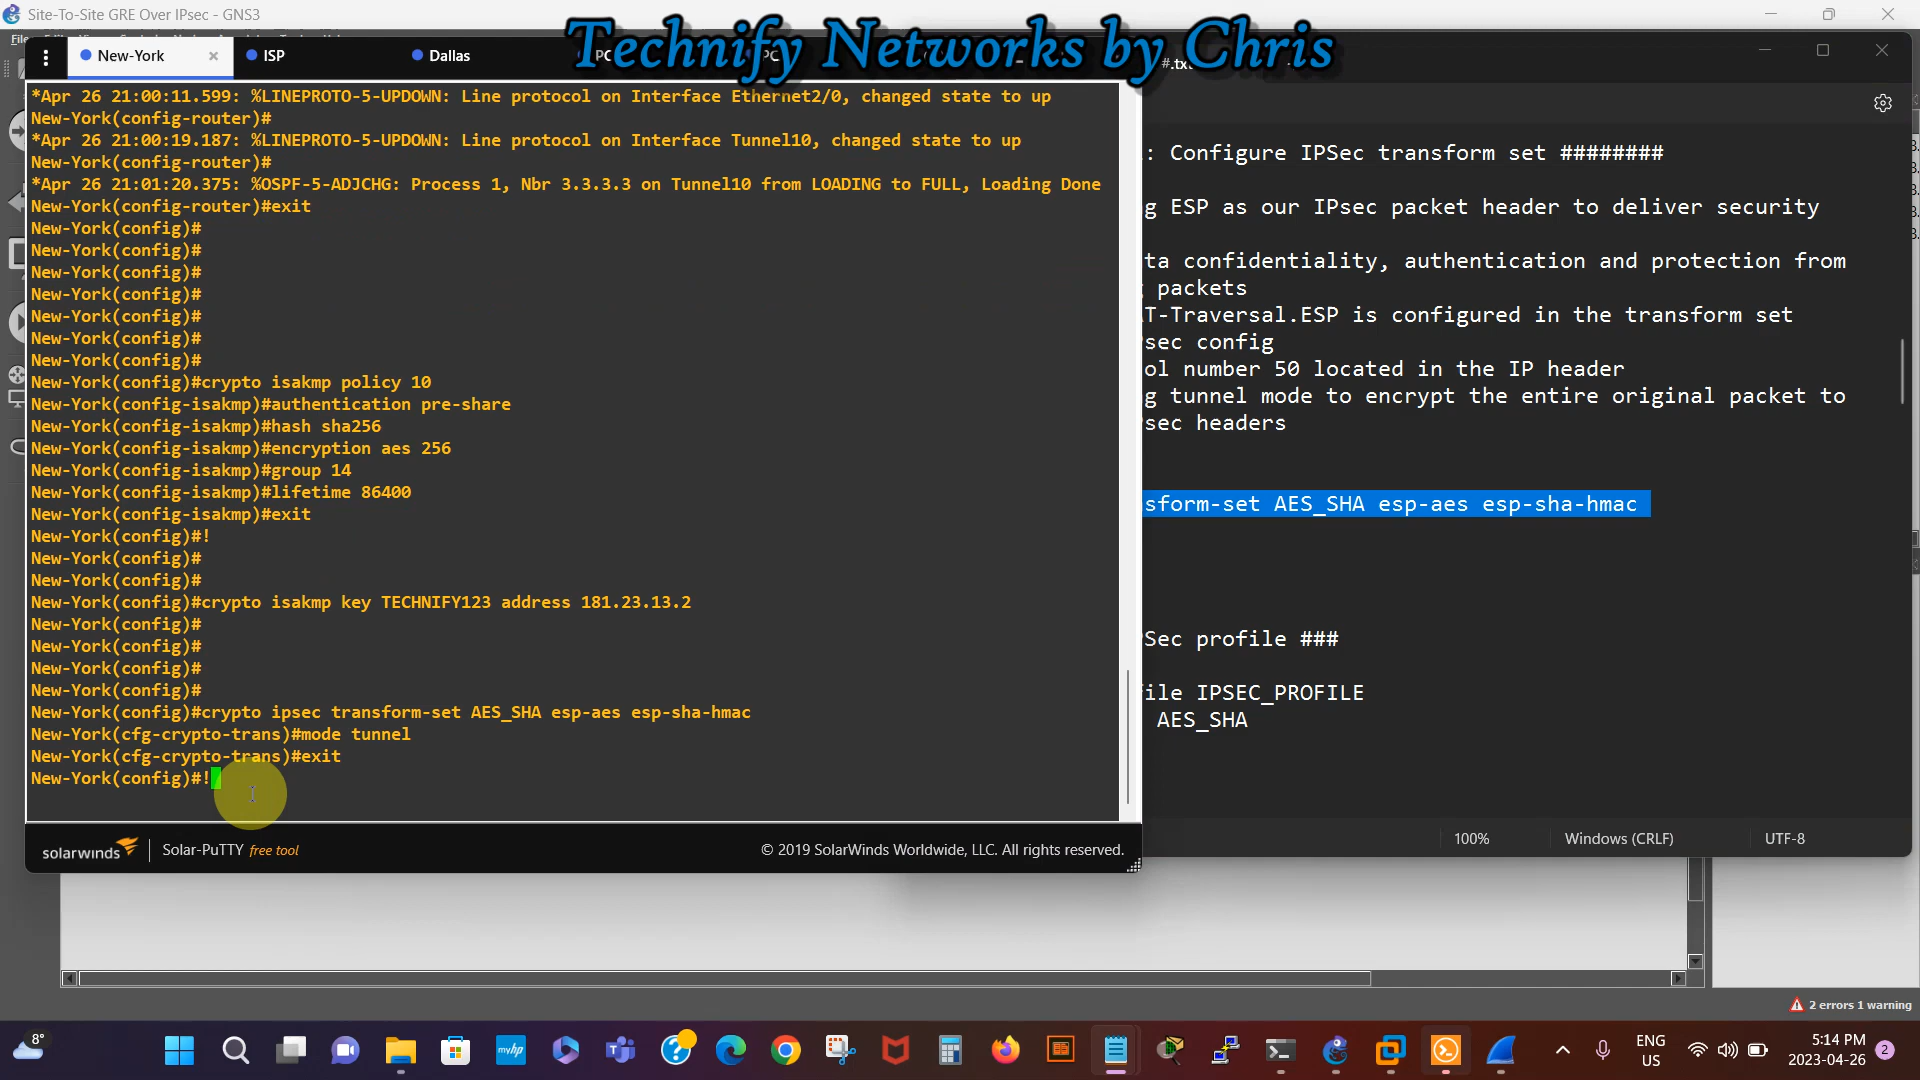 Site-To-Site GRE Over IPsec - GNS3
Technify Networks by Chris
New-York
ISP
Dallas
PC
PC
#.txt
*Apr 26 21:00:11.599: %LINEPROTO-5-UPDOWN: Line protocol on Interface Ethernet2/0, changed state to up
New-York(config-router)#
*Apr 26 21:00:19.187: %LINEPROTO-5-UPDOWN: Line protocol on Interface Tunnel10, changed state to up
New-York(config-router)#
*Apr 26 21:01:20.375: %OSPF-5-ADJCHG: Process 1, Nbr 3.3.3.3 on Tunnel10 from LOADING to FULL, Loading Done
New-York(config-router)#exit
New-York(config)#
New-York(config)#
New-York(config)#
New-York(config)#
New-York(config)#
New-York(config)#
New-York(config)#
New-York(config)#crypto isakmp policy 10
New-York(config-isakmp)#authentication pre-share
New-York(config-isakmp)#hash sha256
New-York(config-isakmp)#encryption aes 256
New-York(config-isakmp)#group 14
New-York(config-isakmp)#lifetime 86400
New-York(config-isakmp)#exit
New-York(config)#!
New-York(config)#
New-York(config)#
New-York(config)#crypto isakmp key TECHNIFY123 address 181.23.13.2
New-York(config)#
New-York(config)#
New-York(config)#
New-York(config)#
New-York(config)#crypto ipsec transform-set AES_SHA esp-aes esp-sha-hmac
New-York(cfg-crypto-trans)#mode tunnel
New-York(cfg-crypto-trans)#exit
New-York(config)#!
solarwinds
Solar-PuTTY free tool
© 2019 SolarWinds Worldwide, LLC. All rights reserved.
: Configure IPSec transform set ########
g ESP as our IPsec packet header to deliver security
ta confidentiality, authentication and protection from
packets
T-Traversal.ESP is configured in the transform set
sec config
ol number 50 located in the IP header
g tunnel mode to encrypt the entire original packet to
sec headers
sform-set AES_SHA esp-aes esp-sha-hmac
Sec profile ###
ile IPSEC_PROFILE
AES_SHA
100%
Windows (CRLF)
UTF-8
2 errors 1 warning
8°
myhp
ENG
US
5:14 PM
2023-04-26
2